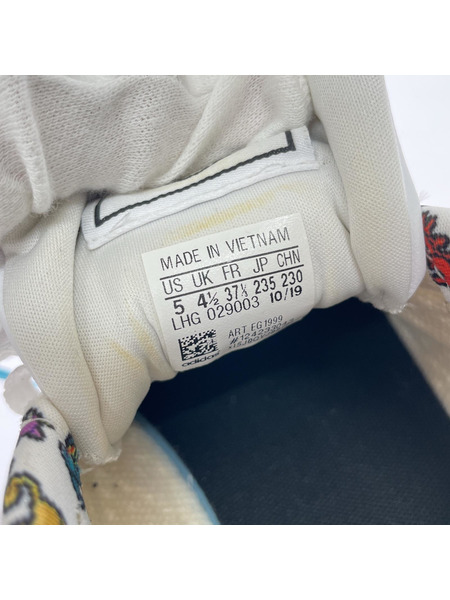 MADE IN VIETNAM
US UK FR JP CHN
5 4½ 37⅓ 235 230
LHG 029003 10/19
ART EG1999
adidas